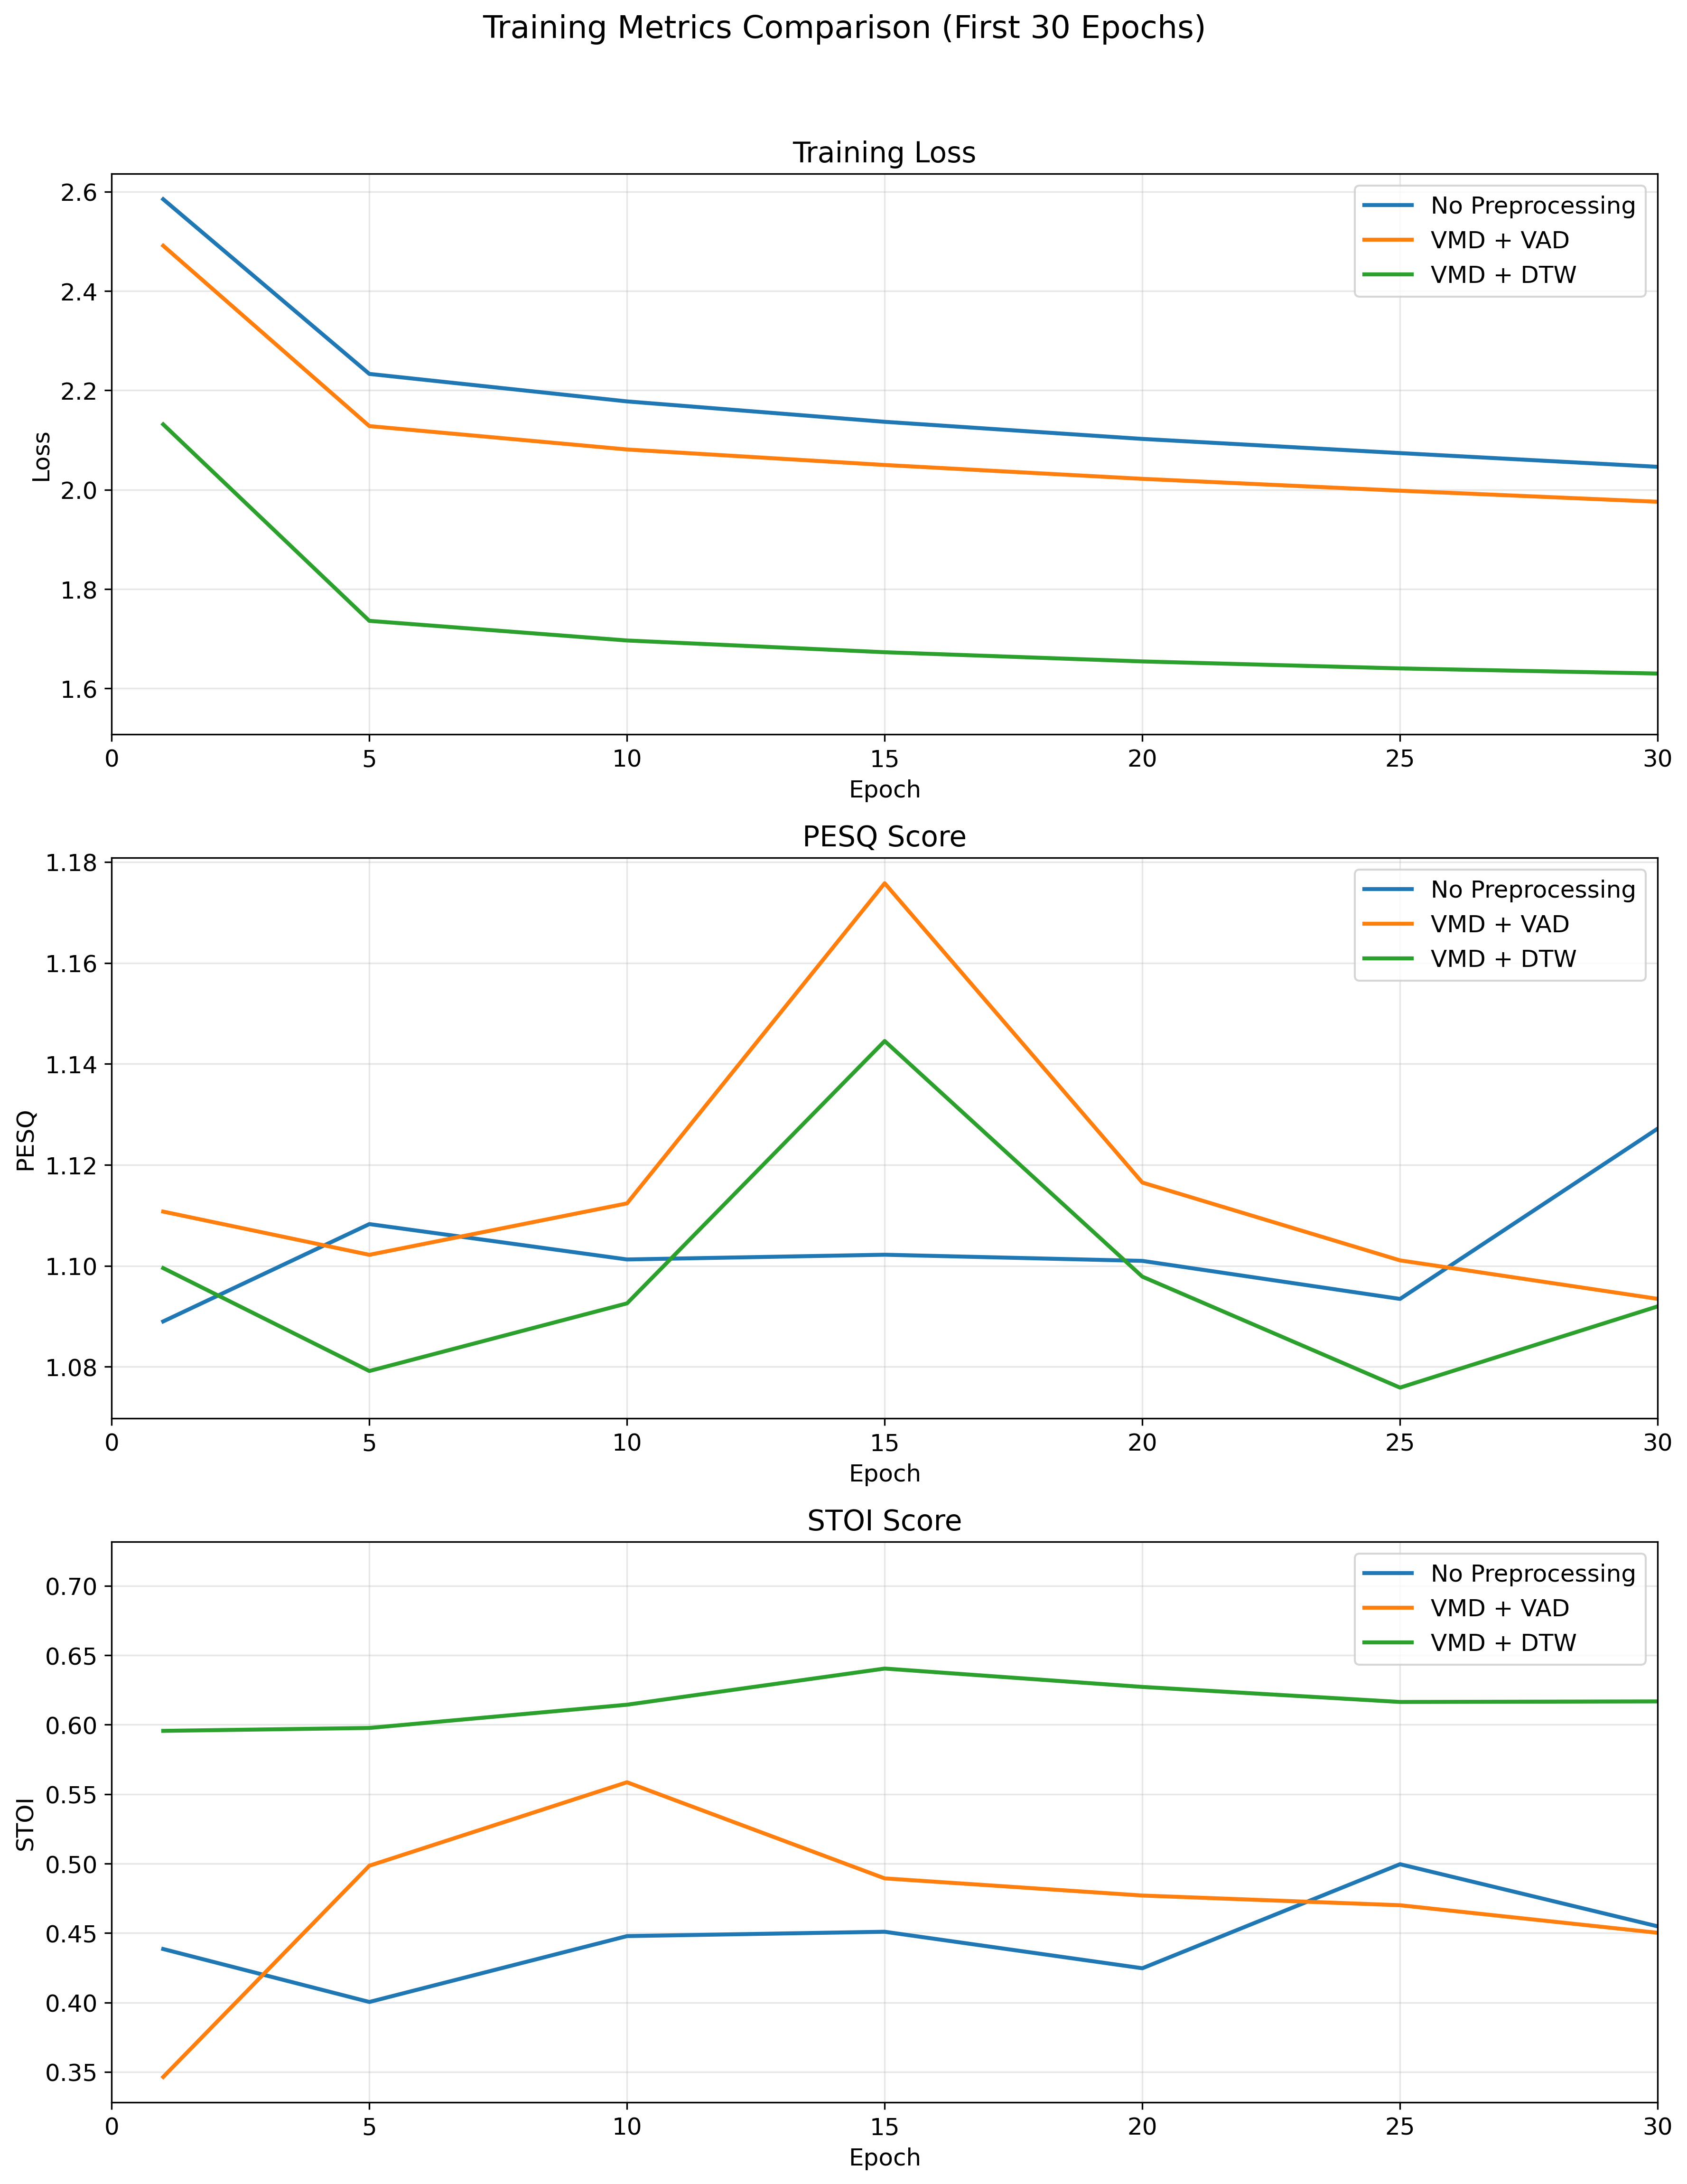 Training Metrics Comparison (First 30 Epochs)
Training Loss
2.6
2.4
2.2
2.0
1.8
1.6
Loss
No Preprocessing
VMD + VAD
VMD + DTW
0 5 10 15 20 25 30
Epoch
PESQ Score
1.18
1.16
1.14
1.12
1.10
1.08
PESQ
No Preprocessing
VMD + VAD
VMD + DTW
0 5 10 15 20 25 30
Epoch
STOI Score
0.70
0.65
0.60
0.55
0.50
0.45
0.40
0.35
STOI
No Preprocessing
VMD + VAD
VMD + DTW
0 5 10 15 20 25 30
Epoch